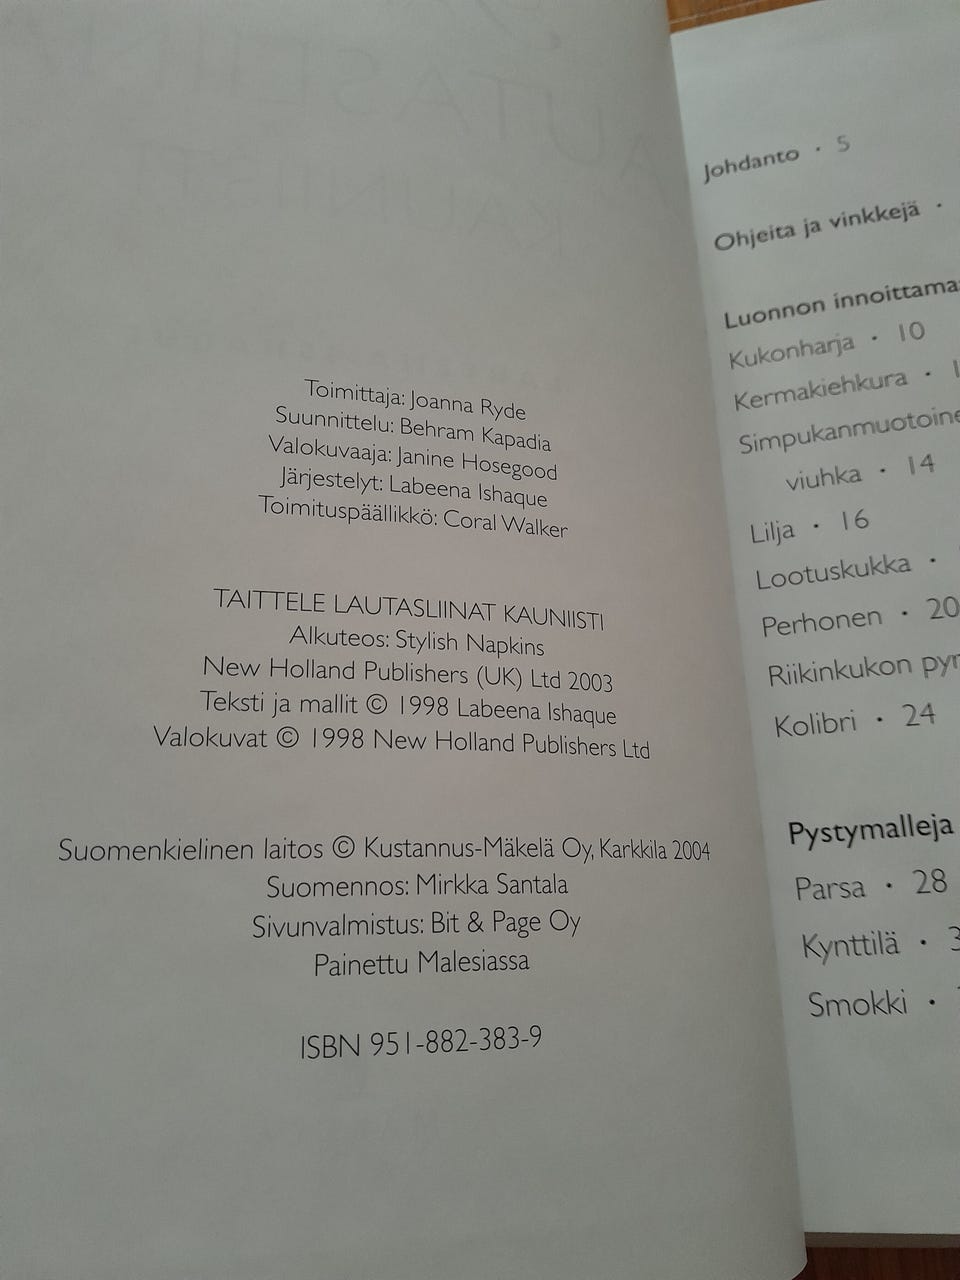 Toimittaja: Joanna Ryde
Suunnittelu: Behram Kapadia
Valokuvaaja: Janine Hosegood
Järjestelyt: Labeena Ishaque
Toimituspäällikkö: Coral Walker
TAITTELE LAUTASLIINAT KAUNIISTI
Alkuteos: Stylish Napkins
New Holland Publishers (UK) Ltd 2003
Teksti ja mallit © 1998 Labeena Ishaque
Valokuvat © 1998 New Holland Publishers Ltd
Suomenkielinen laitos © Kustannus-Mäkelä Oy, Karkkila 2004
Suomennos: Mirkka Santala
Sivunvalmistus: Bit & Page Oy
Painettu Malesiassa
ISBN 951-882-383-9
Johdanto · 5
Ohjeita ja vinkkejä ·
Luonnon
Kukonharja · 10
Kermakiehkura ·
viuhka · 14
Lilja · 16
Lootuskukka ·
Perhonen · 20
Riikinkukon
Kolibri · 24
Pystymalleja
Parsa · 28
Kynttilä ·
Smokki ·